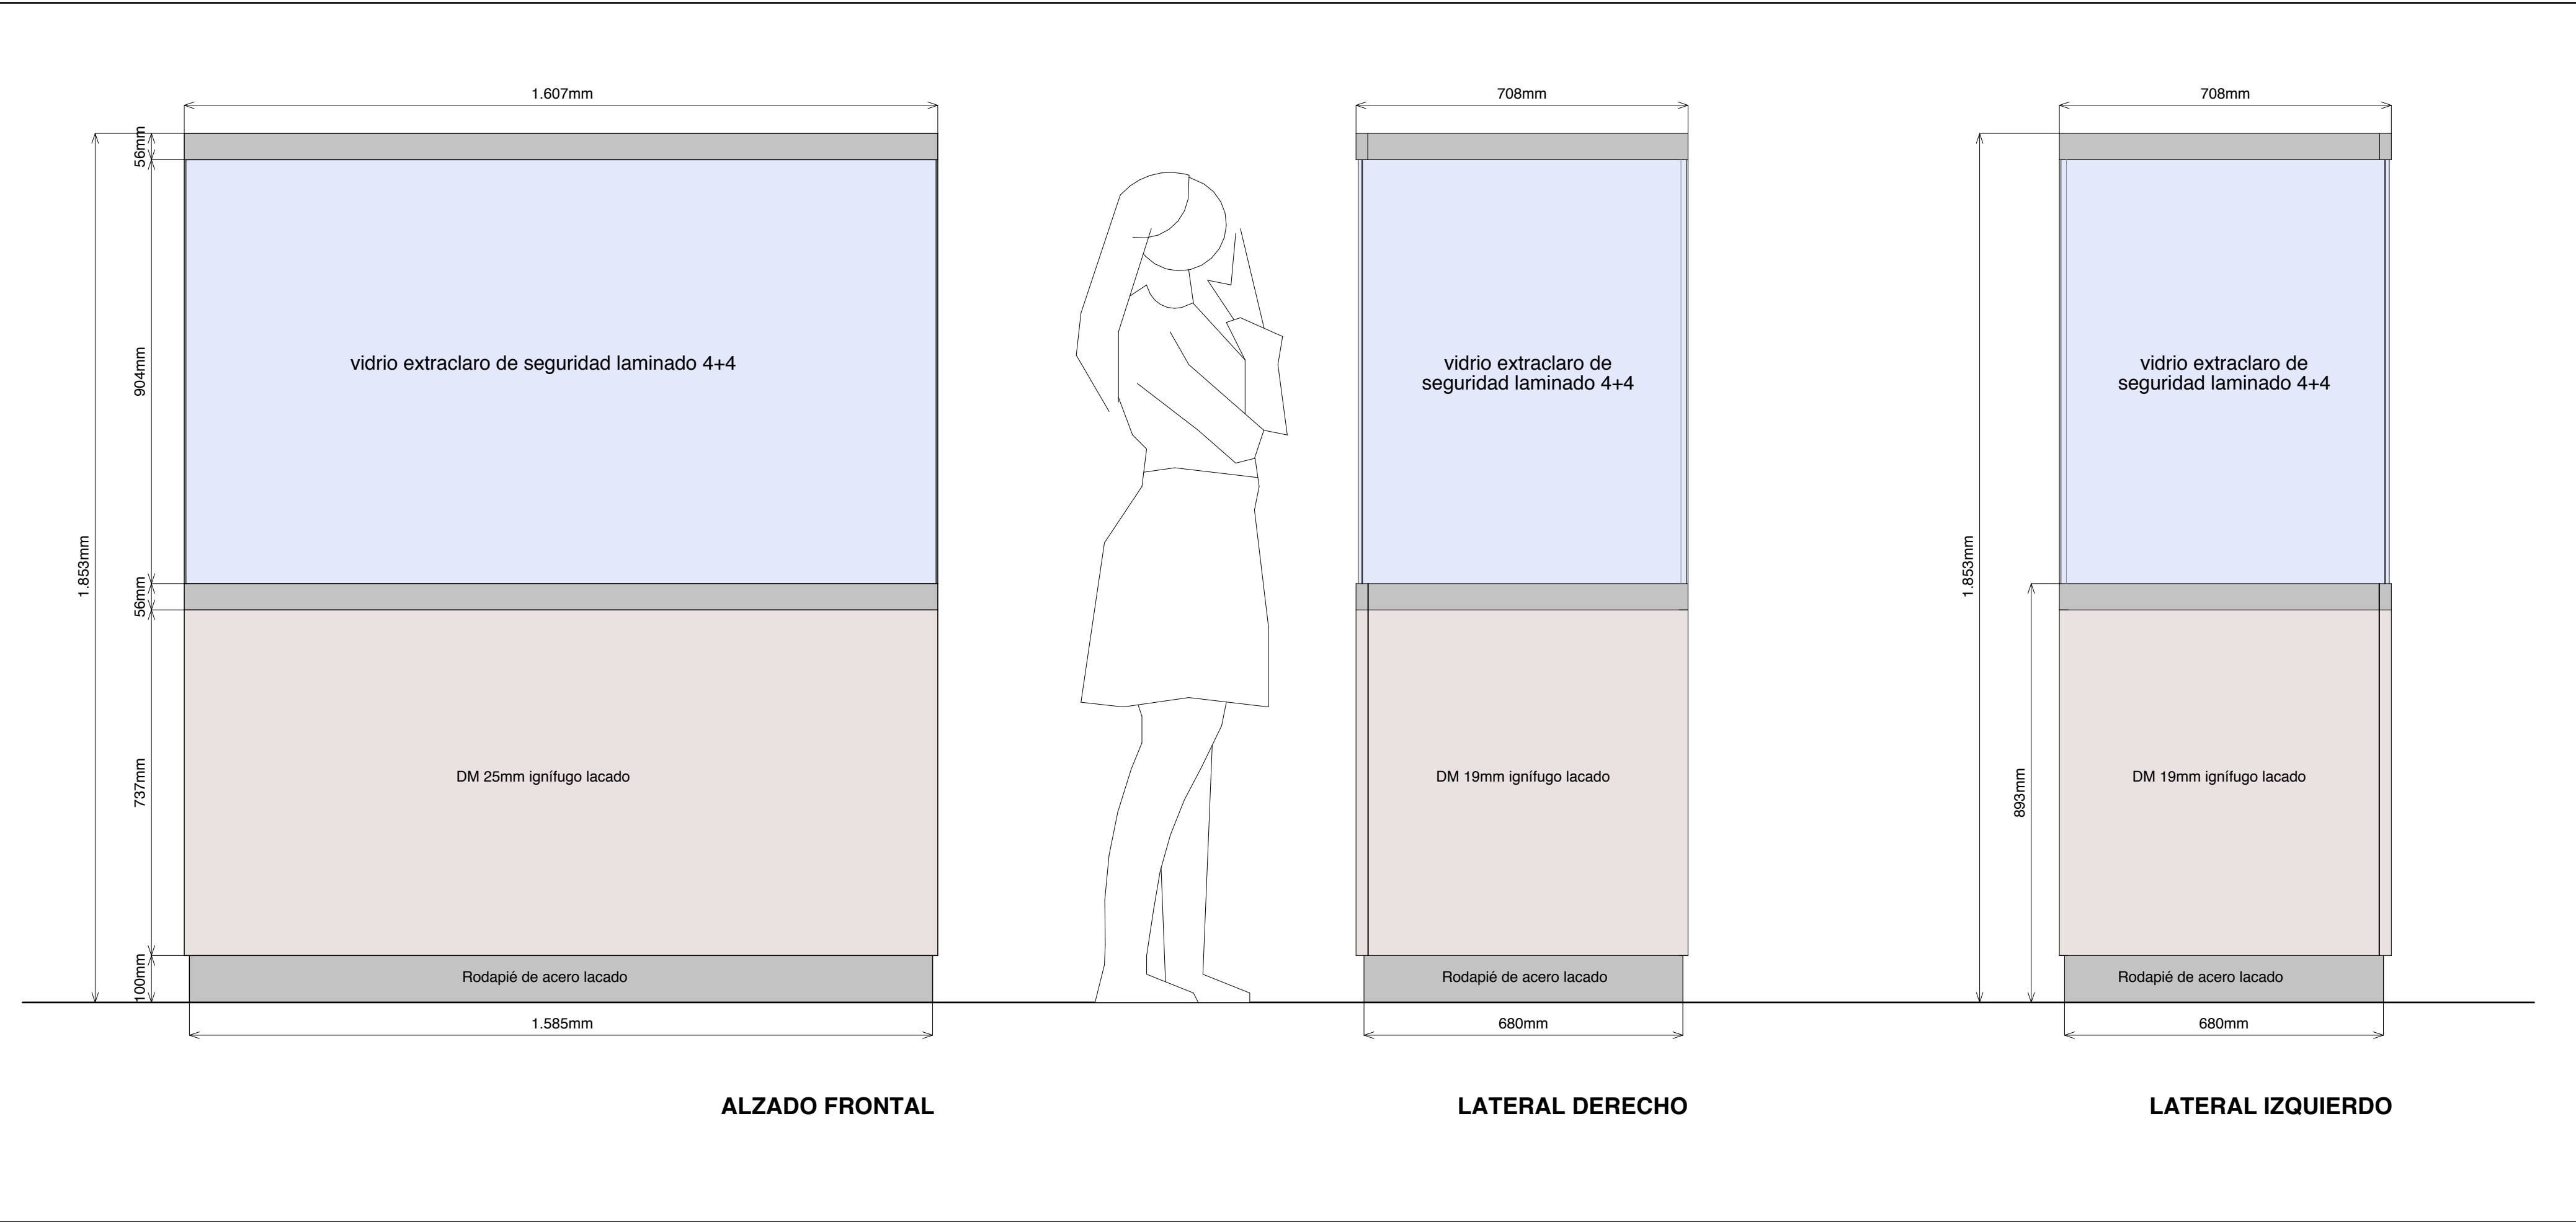 1.607mm
708mm
708mm
56mm
904mm
1.853mm
56mm
737mm
100mm
vidrio extraclaro de seguridad laminado 4+4
DM 25mm ignífugo lacado
Rodapié de acero lacado
1.585mm
vidrio extraclaro de
seguridad laminado 4+4
DM 19mm ignífugo lacado
Rodapié de acero lacado
680mm
1.853mm
893mm
vidrio extraclaro de
seguridad laminado 4+4
DM 19mm ignífugo lacado
Rodapié de acero lacado
680mm
ALZADO FRONTAL
LATERAL DERECHO
LATERAL IZQUIERDO